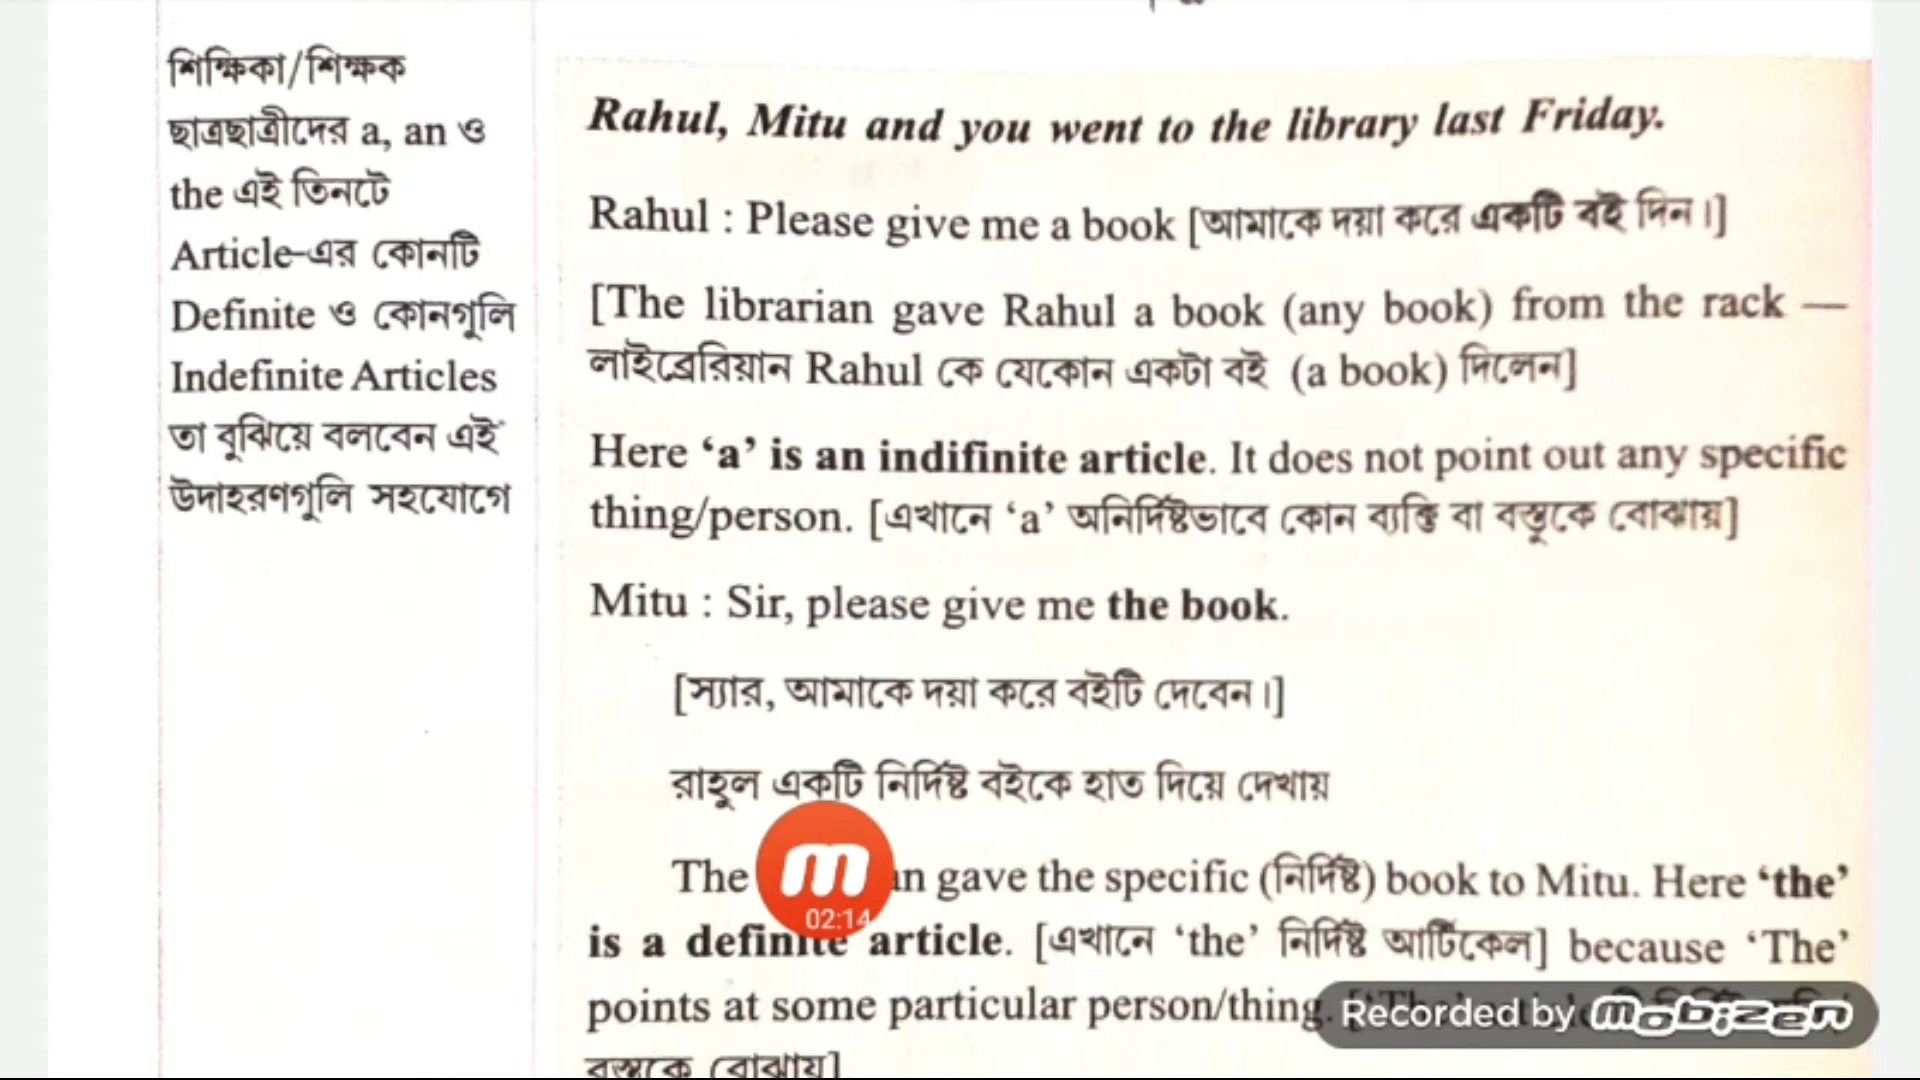 শিক্ষিকা/শিক্ষক
ছাত্রছাত্রীদের a, an ও
the এই তিনটে
Article-এর কোনটি
Definite ও কোনগুলি
Indefinite Articles
তা বুঝিয়ে বলবেন এই
উদাহরণগুলি সহযোগে
Rahul, Mitu and you went to the library last Friday.
Rahul : Please give me a book [আমাকে দয়া করে একটি বই দিন।]
[The librarian gave Rahul a book (any book) from the rack —
লাইব্রেরিয়ান Rahul কে যেকোন একটা বই (a book) দিলেন]
Here ‘a’ is an indifinite article. It does not point out any specific
thing/person. [এখানে ‘a’ অনির্দিষ্টভাবে কোন ব্যক্তি বা বস্তুকে বোঝায়]
Mitu : Sir, please give me the book.
[স্যার, আমাকে দয়া করে বইটি দেবেন।]
রাহুল একটি নির্দিষ্ট বইকে হাত দিয়ে দেখায়
The gave the specific (নির্দিষ্ট) book to Mitu. Here ‘the’
is a definite article. [এখানে ‘the’ নির্দিষ্ট আর্টিকেল] because ‘The’
points at some particular person/thing.
বস্তুকে বোঝায়]
02:14
Recorded by mobizen